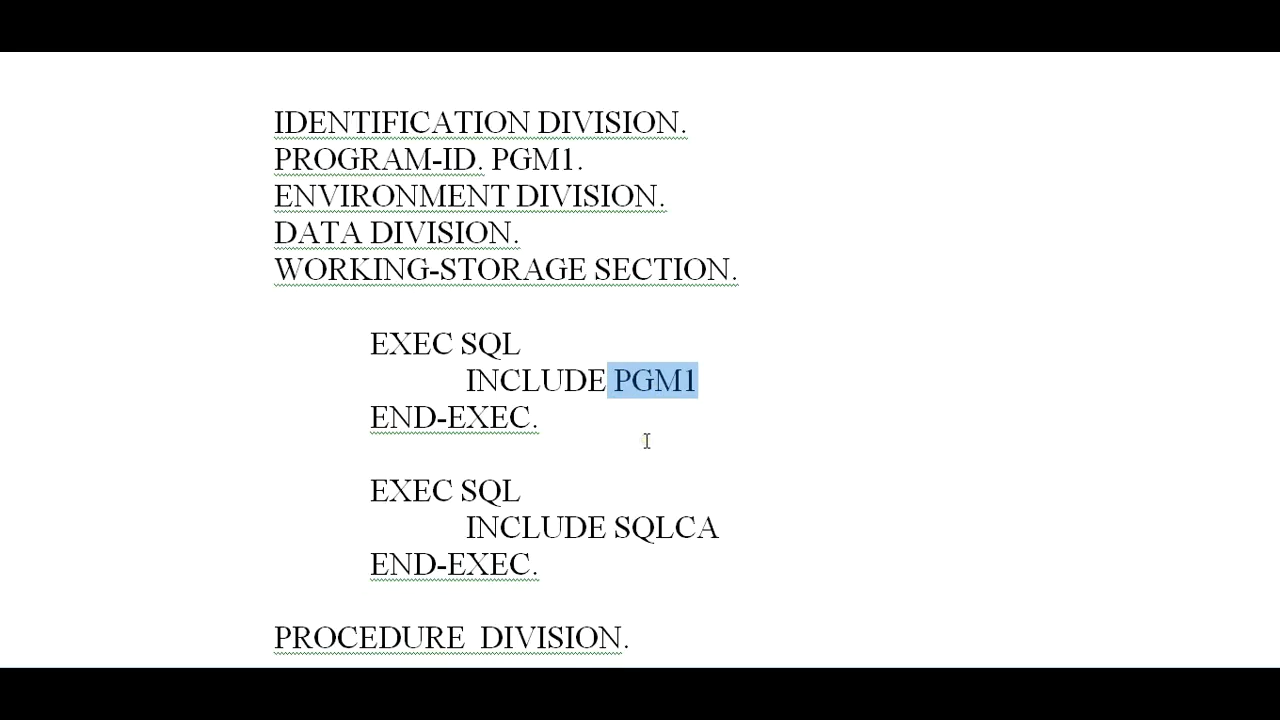 IDENTIFICATION DIVISION.
PROGRAM-ID. PGM1.
ENVIRONMENT DIVISION.
DATA DIVISION.
WORKING-STORAGE SECTION.
EXEC SQL
INCLUDE PGM1
END-EXEC.
EXEC SQL
INCLUDE SQLCA
END-EXEC.
PROCEDURE  DIVISION.